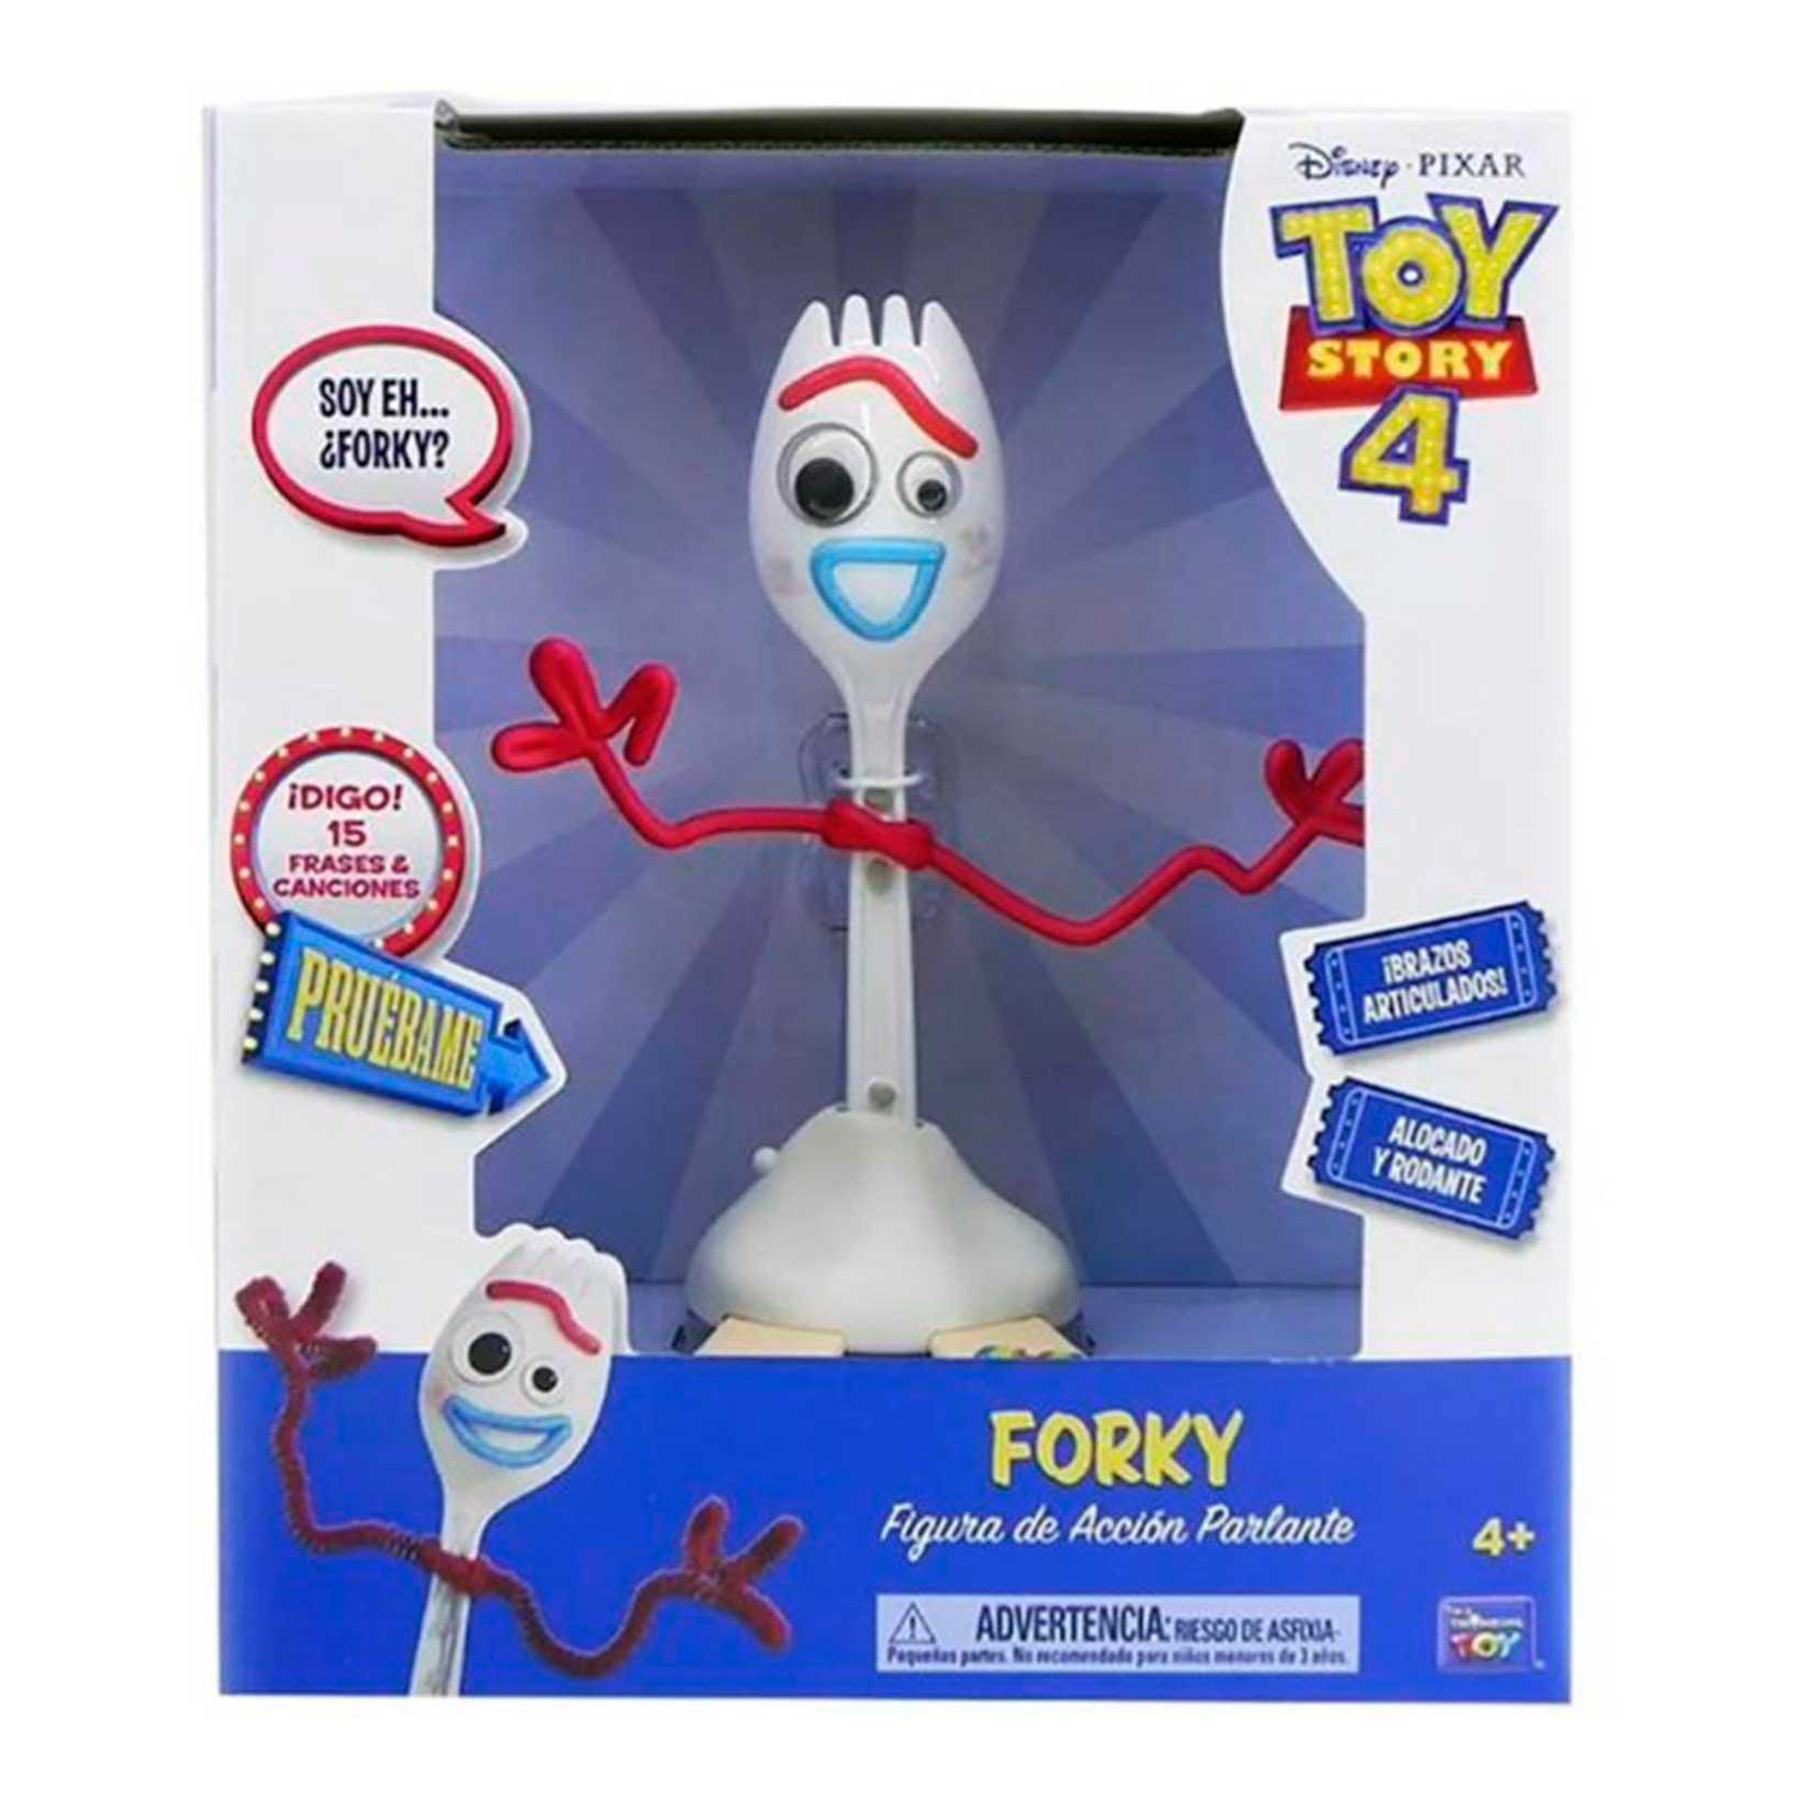 Disney · PIXAR
TOY
STORY
4
SOY EH...
¿FORKY?
¡DIGO!
15
FRASES &
CANCIONES
PRUÉBAME
¡BRAZOS
ARTICULADOS!
ALOCADO
Y RODANTE
FORKY
Figura de Acción Parlante
4+
ADVERTENCIA: RIESGO DE ASFIXIA-
Pequeñas partes. No recomendado para niños menores de 3 años.
TOY